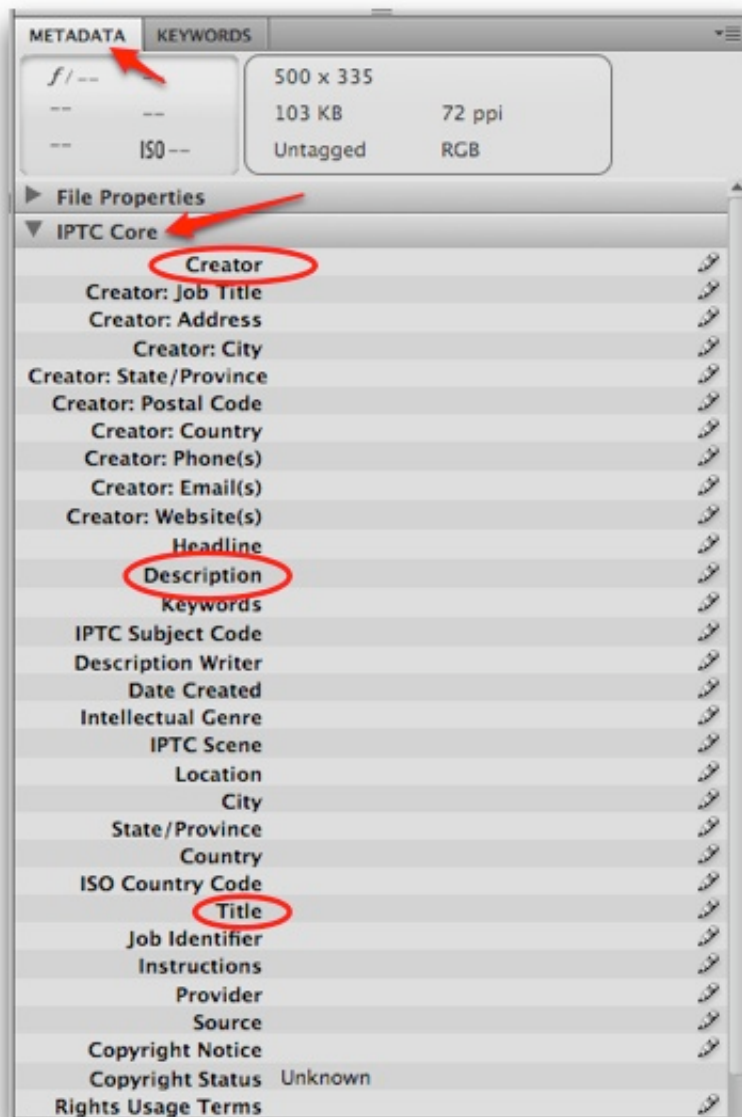 METADATA KEYWORDS
f/-- --
-- --
-- ISO --
500 x 335
103 KB 72 ppi
Untagged RGB
File Properties
IPTC Core
Creator
Creator: Job Title
Creator: Address
Creator: City
Creator: State/Province
Creator: Postal Code
Creator: Country
Creator: Phone(s)
Creator: Email(s)
Creator: Website(s)
Headline
Description
Keywords
IPTC Subject Code
Description Writer
Date Created
Intellectual Genre
IPTC Scene
Location
City
State/Province
Country
ISO Country Code
Title
Job Identifier
Instructions
Provider
Source
Copyright Notice
Copyright Status Unknown
Rights Usage Terms